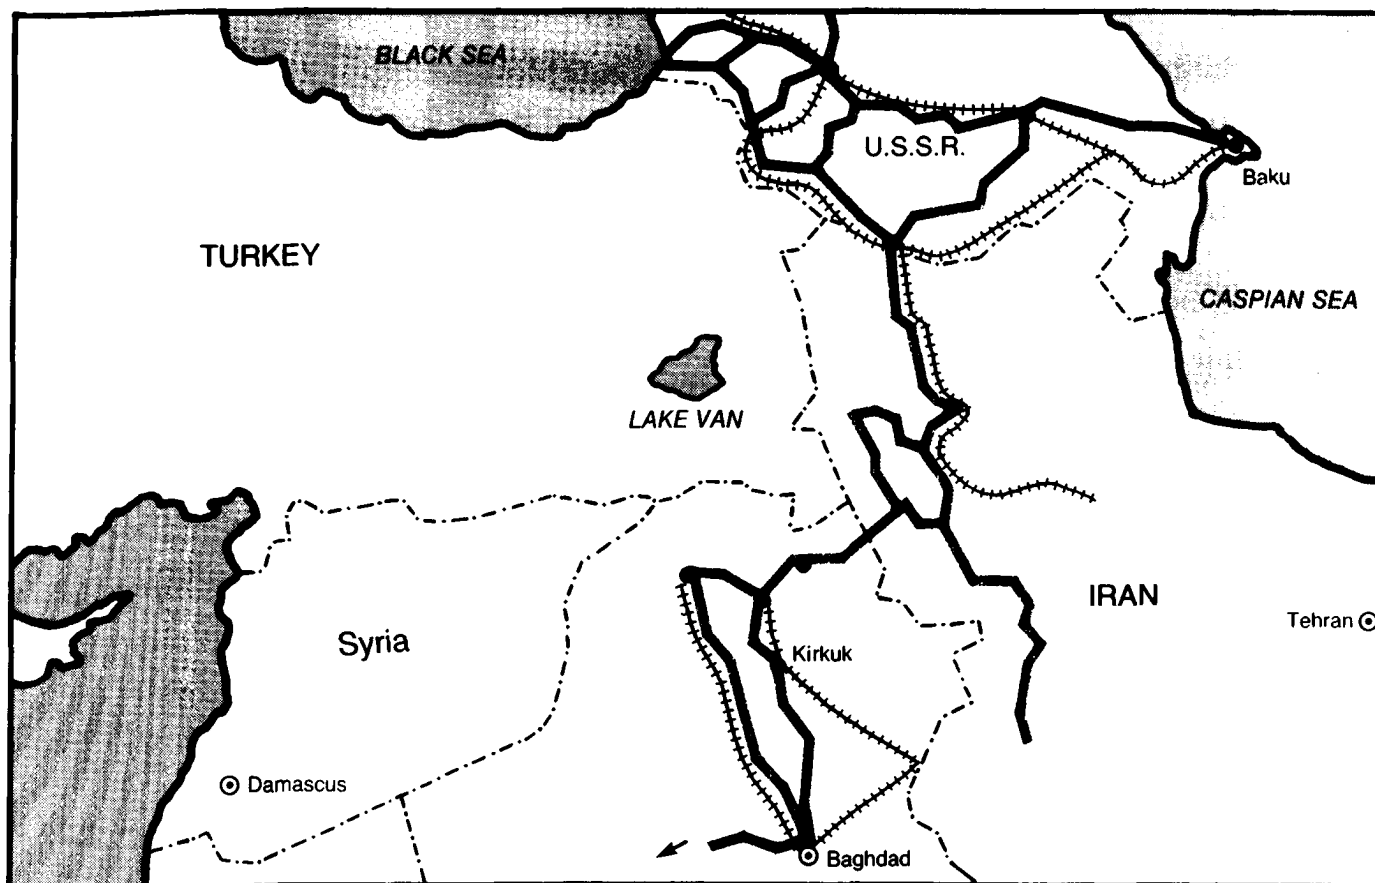 BLACK SEA
U.S.S.R.
Baku
TURKEY
CASPIAN SEA
LAKE VAN
IRAN
Tehran
Syria
Kirkuk
Damascus
Baghdad